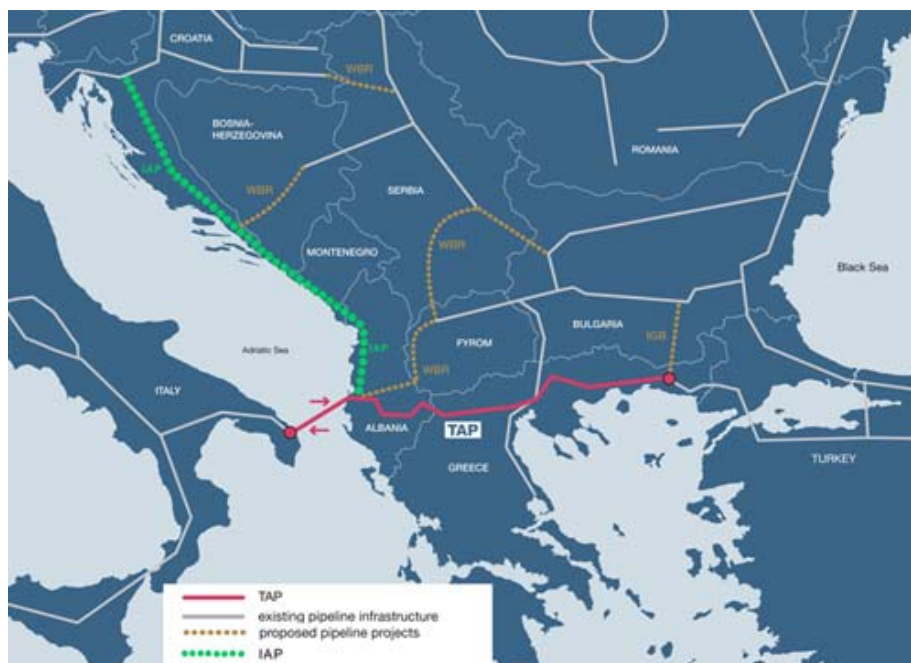 CROATIA
WBR
BOSNIA-
HERZEGOVINA
ROMANIA
IAP
WBR
SERBIA
MONTENEGRO
WBR
Black Sea
BULGARIA
Adriatic Sea
IAP
FYROM
IGB
WBR
ITALY
ALBANIA
TAP
GREECE
TURKEY
TAP
existing pipeline infrastructure
proposed pipeline projects
IAP